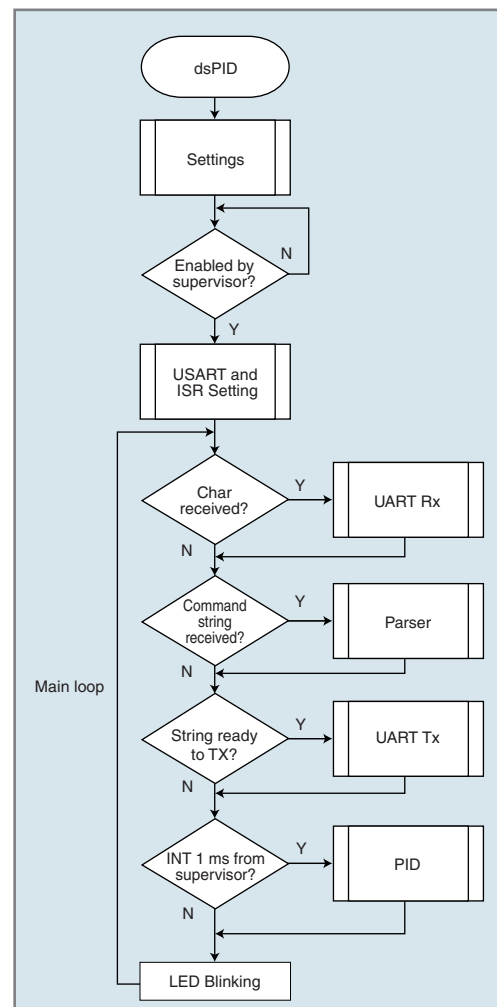 dsPID
Settings
N
Enabled by
supervisor?
Y
USART and
ISR Setting
Char
received?
Y
UART Rx
N
Command
string
received?
Y
Parser
N
Main loop
String ready
to TX?
Y
UART Tx
N
INT 1 ms from
supervisor?
Y
PID
N
LED Blinking